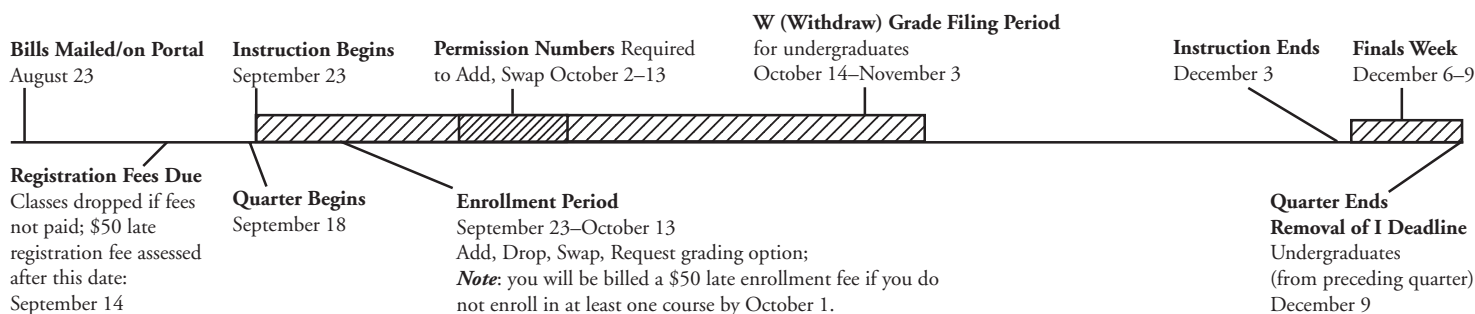 Bills Mailed/on Portal
August 23
Instruction Begins
September 23
Permission Numbers Required
to Add, Swap October 2–13
W (Withdraw) Grade Filing Period
for undergraduates
October 14–November 3
Instruction Ends
December 3
Finals Week
December 6–9
Registration Fees Due
Classes dropped if fees
not paid; $50 late
registration fee assessed
after this date:
September 14
Quarter Begins
September 18
Enrollment Period
September 23–October 13
Add, Drop, Swap, Request grading option;
Note: you will be billed a $50 late enrollment fee if you do
not enroll in at least one course by October 1.
Quarter Ends
Removal of I Deadline
Undergraduates
(from preceding quarter)
December 9